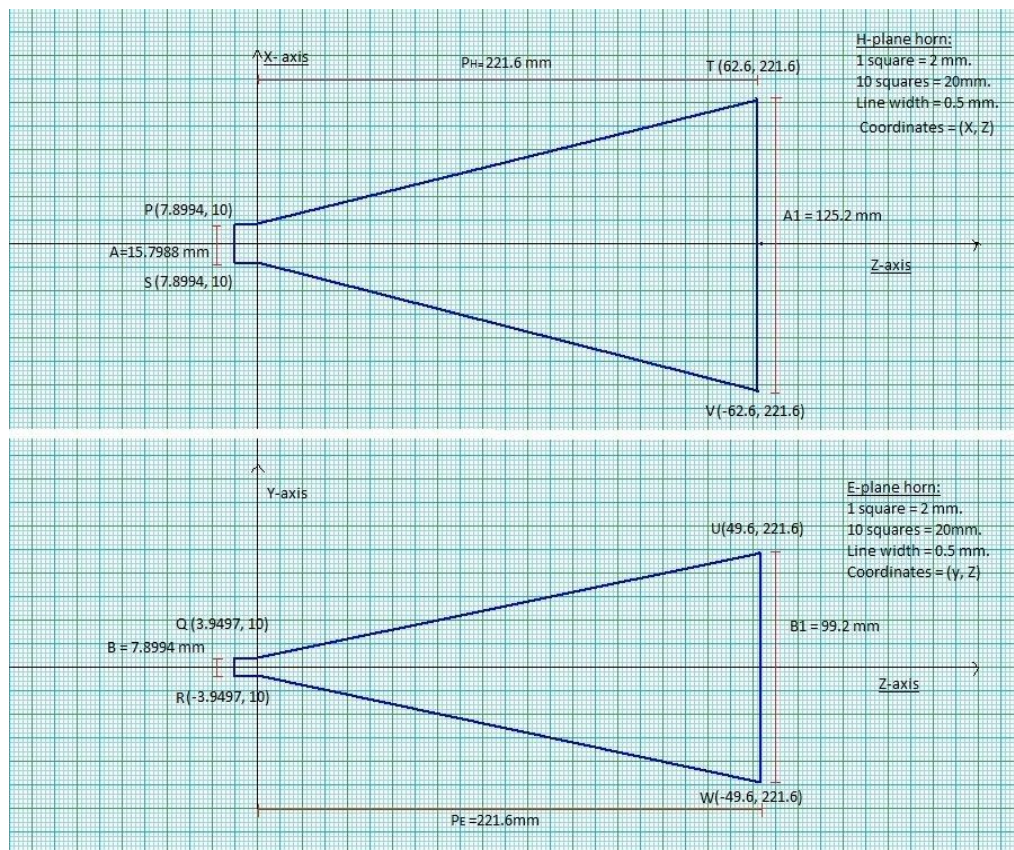 X- axis
PH=221.6 mm
T (62.6, 221.6)
H-plane horn:
1 square = 2 mm.
10 squares = 20mm.
Line width = 0.5 mm.
Coordinates = (X, Z)
P(7.8994, 10)
A=15.7988 mm
S(7.8994, 10)
A1 = 125.2 mm
Z-axis
V(-62.6, 221.6)
Y-axis
E-plane horn:
1 square = 2 mm.
10 squares = 20mm.
Line width = 0.5 mm.
Coordinates = (y, Z)
U(49.6, 221.6)
Q (3.9497, 10)
B = 7.8994 mm
R(-3.9497, 10)
B1 = 99.2 mm
Z-axis
W(-49.6, 221.6)
PE =221.6mm